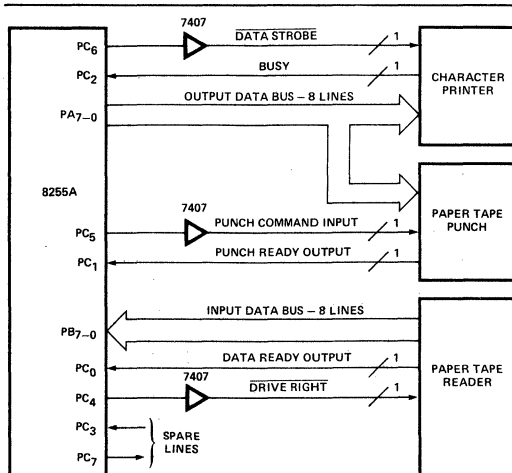 7407
PC6 DATA STROBE 1
PC2 BUSY 1
CHARACTER
PRINTER
OUTPUT DATA BUS – 8 LINES
PA7–0
8255A
7407
PUNCH COMMAND INPUT 1
PC5
PAPER TAPE
PUNCH
PC1 PUNCH READY OUTPUT 1
INPUT DATA BUS – 8 LINES
PB7–0
DATA READY OUTPUT 1
PC0
7407
PAPER TAPE
READER
PC4 DRIVE RIGHT 1
PC3
SPARE
LINES
PC7